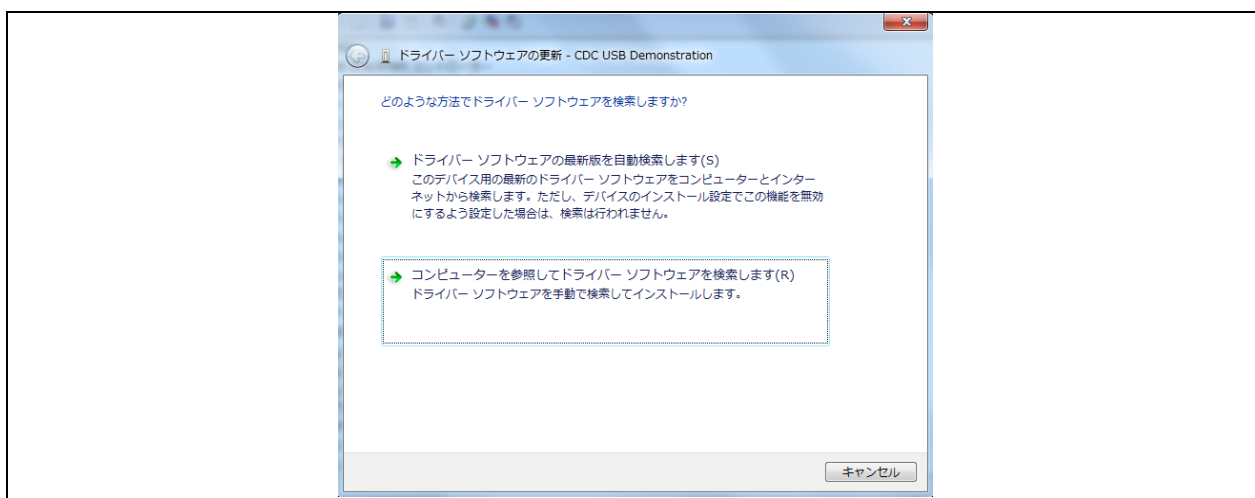 ドライバー ソフトウェアの更新 - CDC USB Demonstration
どのような方法でドライバー ソフトウェアを検索しますか?
ドライバー ソフトウェアの最新版を自動検索します(S)
このデバイス用の最新のドライバー ソフトウェアをコンピューターとインター
ネットから検索します。ただし、デバイスのインストール設定でこの機能を無効
にするよう設定した場合は、検索は行われません。
コンピューターを参照してドライバー ソフトウェアを検索します(R)
ドライバー ソフトウェアを手動で検索してインストールします。
キャンセル